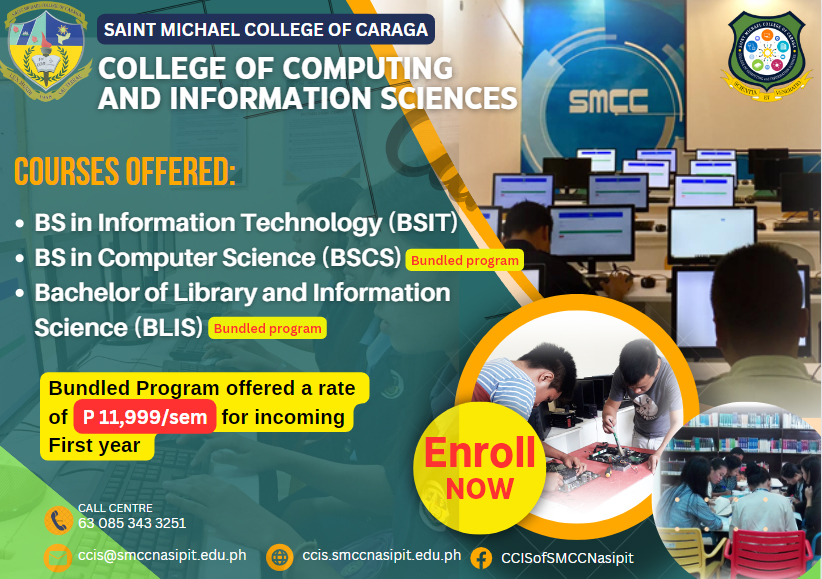 SAINT MICHAEL COLLEGE OF CARAGA
COLLEGE OF COMPUTING
AND INFORMATION SCIENCES
SMCC
COURSES OFFERED:
• BS in Information Technology (BSIT)
• BS in Computer Science (BSCS) Bundled program
• Bachelor of Library and Information
Science (BLIS) Bundled program
Bundled Program offered a rate
of P 11,999/sem for incoming
First year
Enroll
NOW
CALL CENTRE
63 085 343 3251
ccis@smccnasipit.edu.ph
ccis.smccnasipit.edu.ph
CCISofSMCCNasipit